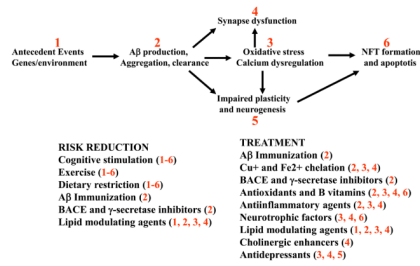 4
Synapse dysfunction
1
2
3
6
Antecedent Events
Genes/environment
Aβ production,
Aggregation, clearance
Oxidative stress
Calcium dysregulation
NFT formation
and apoptotis
Impaired plasticity
and neurogenesis
5
RISK REDUCTION
Cognitive stimulation (1-6)
Exercise (1-6)
Dietary restriction (1-6)
Aβ Immunization (2)
BACE and γ-secretase inhibitors (2)
Lipid modulating agents (1, 2, 3, 4)
TREATMENT
Aβ Immunization (2)
Cu+ and Fe2+ chelation (2, 3, 4)
BACE and γ-secretase inhibitors (2)
Antioxidants and B vitamins (2, 3, 4, 6)
Antiinflammatory agents (2, 3, 4)
Neurotrophic factors (3, 4, 6)
Lipid modulating agents (1, 2, 3, 4)
Cholinergic enhancers (4)
Antidepressants (3, 4, 5)